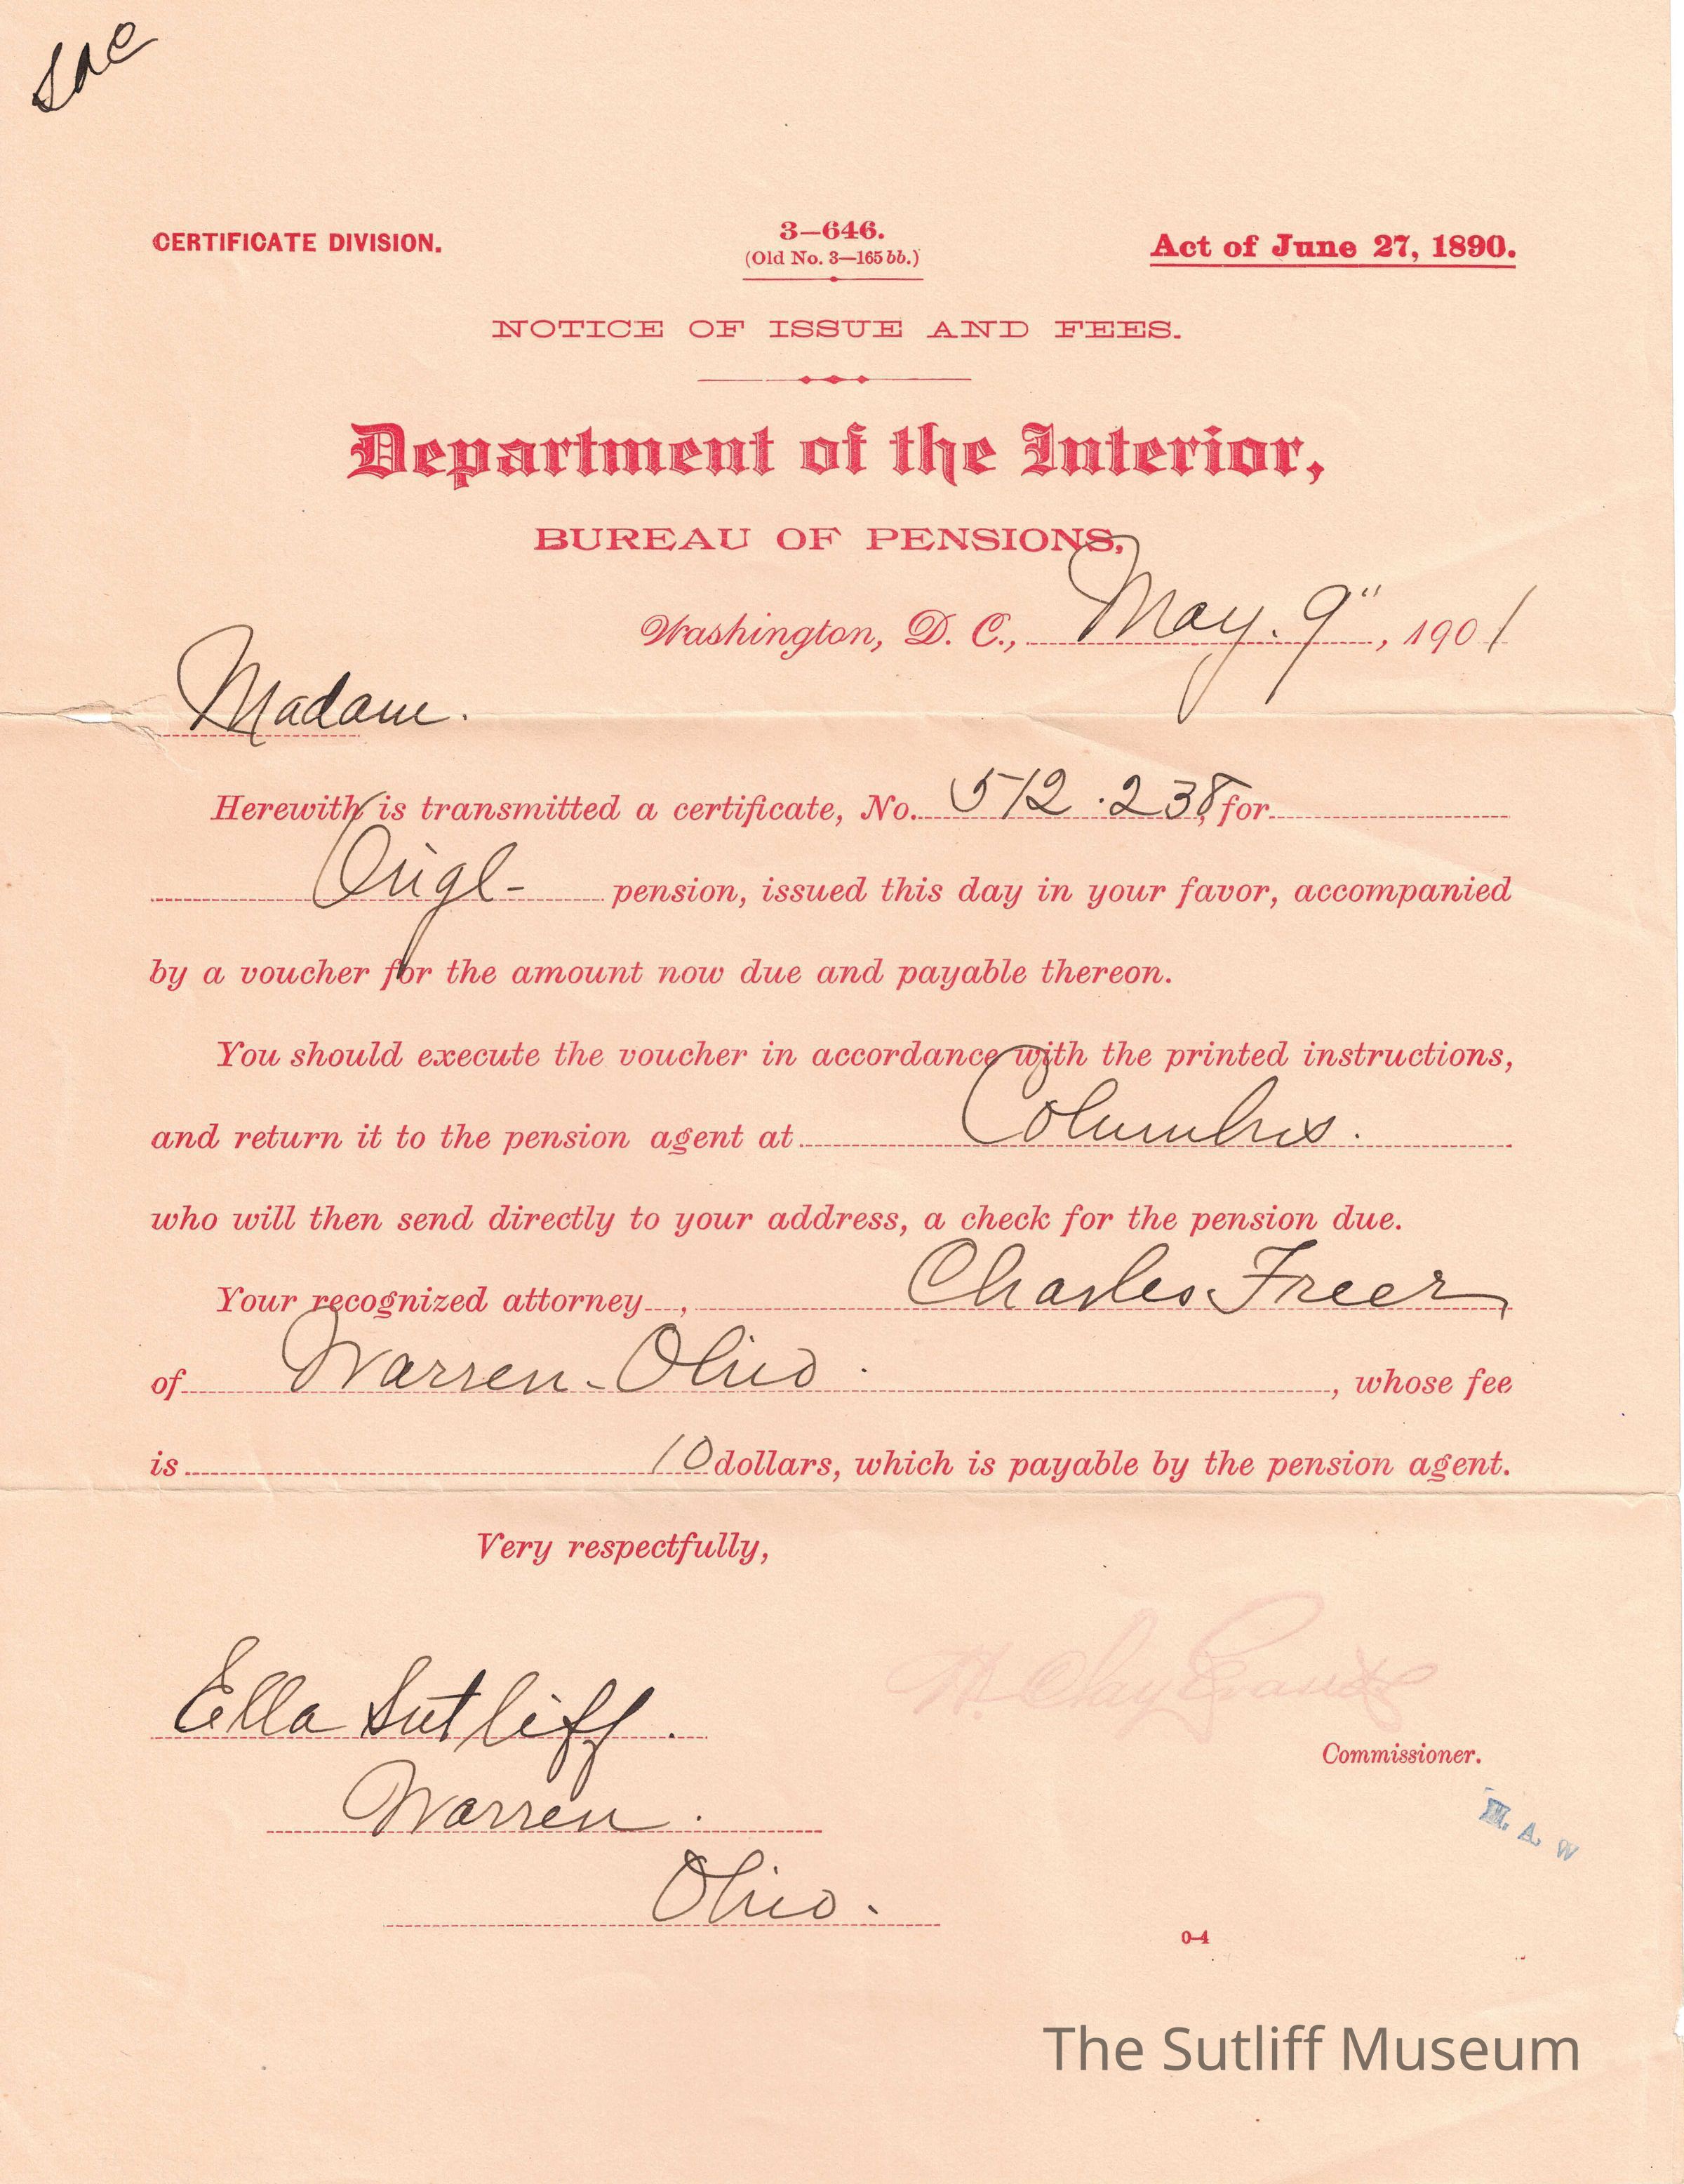 Sac
CERTIFICATE DIVISION.
3—646.
(Old No. 3—165 bb.)
Act of June 27, 1890.
NOTICE OF ISSUE AND FEES.
Department of the Interior,
BUREAU OF PENSIONS,
Washington, D. C., May. 9", 1901
Madam.
Herewith is transmitted a certificate, No. 512.238, for
Origl- pension, issued this day in your favor, accompanied
by a voucher for the amount now due and payable thereon.
You should execute the voucher in accordance with the printed instructions,
and return it to the pension agent at Columbus.
who will then send directly to your address, a check for the pension due.
Your recognized attorney, Charles Freer
of Warren-Ohio., whose fee
is 10 dollars, which is payable by the pension agent.
Very respectfully,
H. Clay Evans
Ella Sutliff.
Commissioner.
Warren.
M. A. W
Ohio.
0-4
The Sutliff Museum